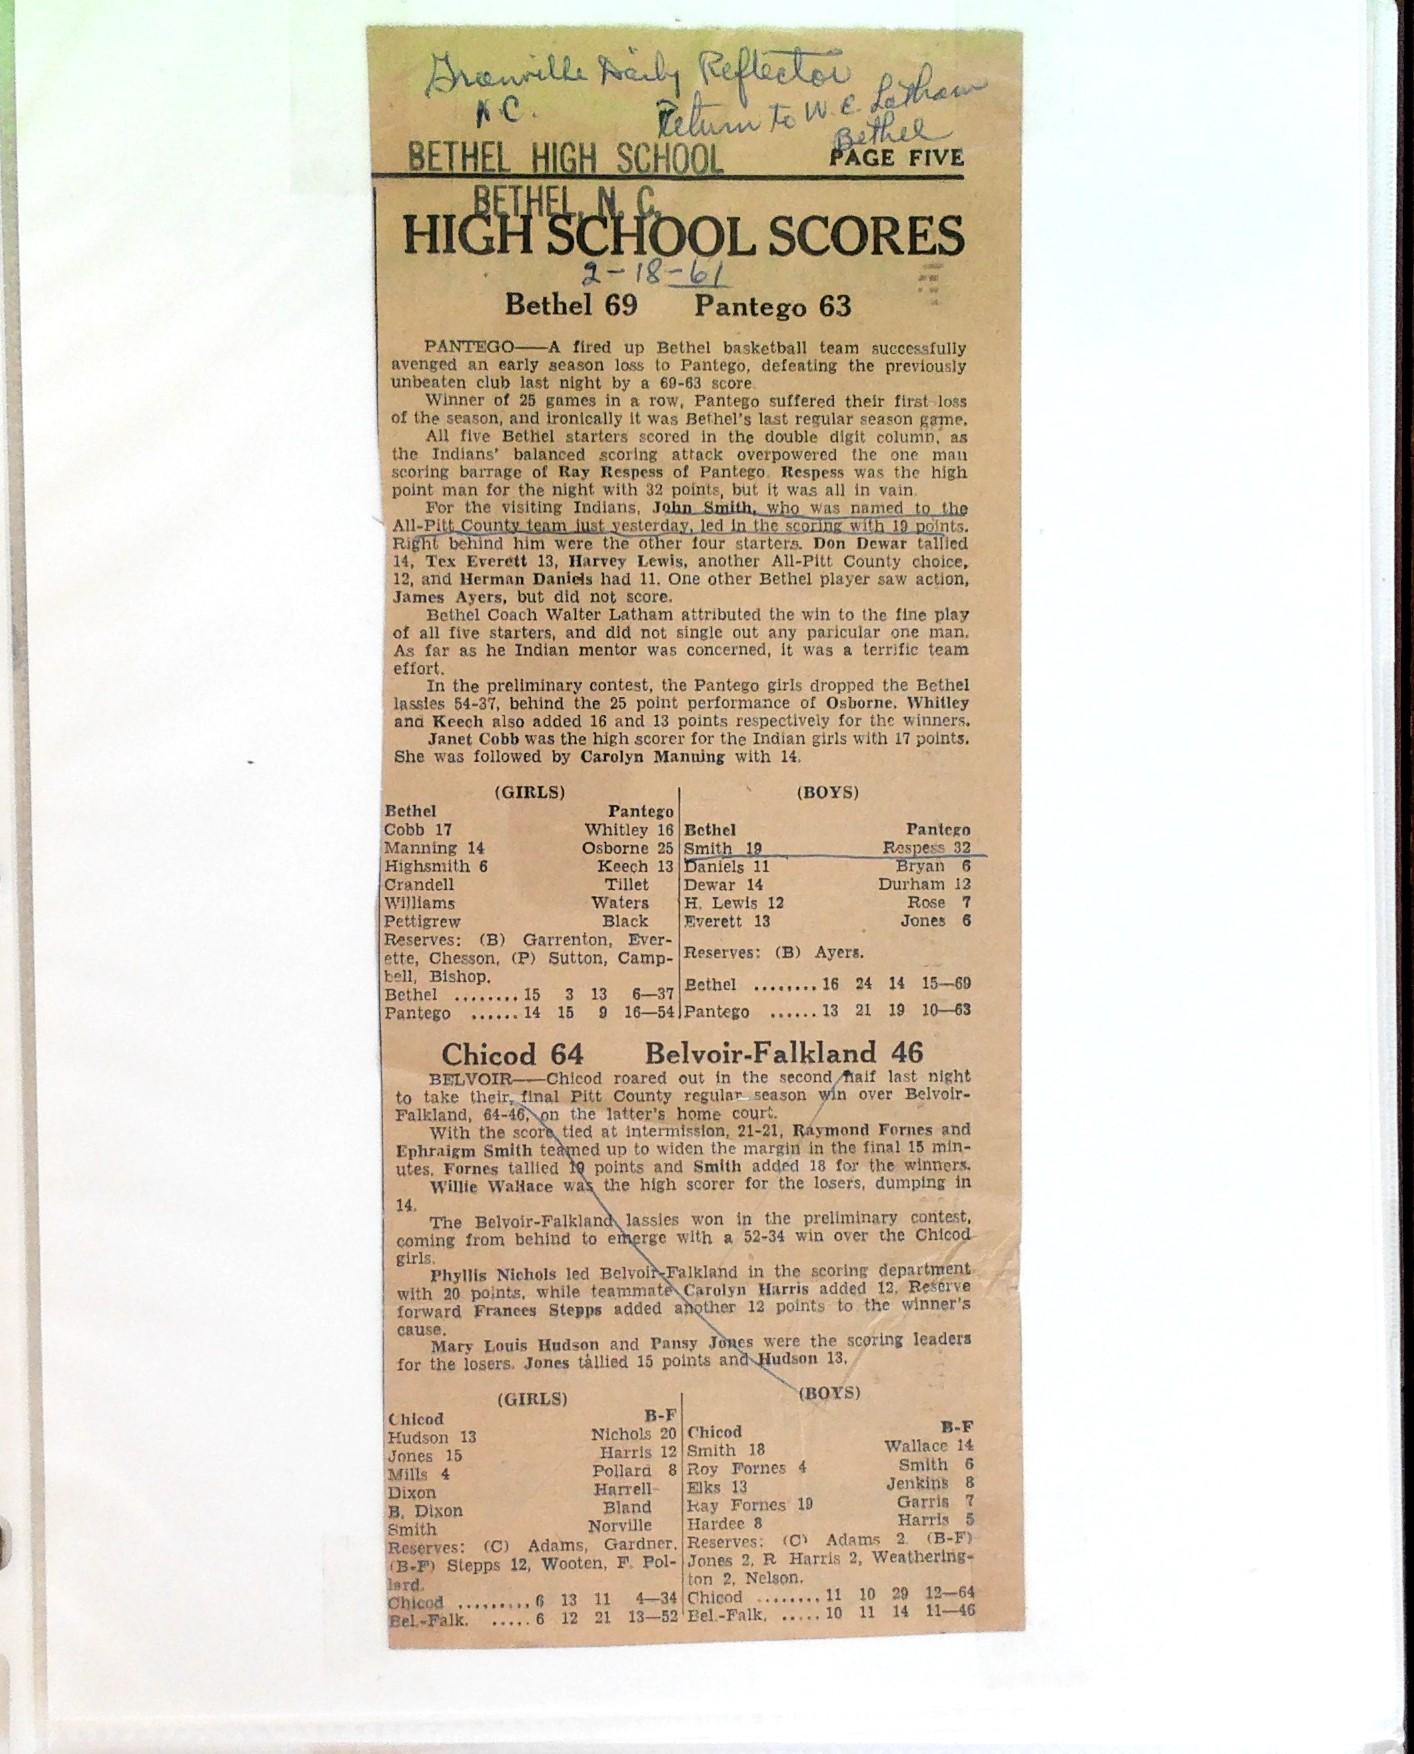 Greenville Daily Reflector
N.C.
Return to W. E. Latham
Bethel
BETHEL HIGH SCHOOL
PAGE FIVE
BETHEL, N. C.
HIGH SCHOOL SCORES
2-18-61
Bethel 69 Pantego 63
PANTEGO——A fired up Bethel basketball team successfully
avenged an early season loss to Pantego, defeating the previously
unbeaten club last night by a 69-63 score.
Winner of 25 games in a row, Pantego suffered their first loss
of the season, and ironically it was Bethel's last regular season game.
All five Bethel starters scored in the double digit column, as
the Indians' balanced scoring attack overpowered the one man
scoring barrage of Ray Respess of Pantego. Respess was the high
point man for the night with 32 points, but it was all in vain.
For the visiting Indians, John Smith, who was named to the
All-Pitt County team just yesterday, led in the scoring with 19 points.
Right behind him were the other four starters. Don Dewar tallied
14, Tex Everett 13, Harvey Lewis, another All-Pitt County choice,
12, and Herman Daniels had 11. One other Bethel player saw action,
James Ayers, but did not score.
Bethel Coach Walter Latham attributed the win to the fine play
of all five starters, and did not single out any paricular one man.
As far as he Indian mentor was concerned, it was a terrific team
effort.
In the preliminary contest, the Pantego girls dropped the Bethel
lassies 54-37, behind the 25 point performance of Osborne. Whitley
and Keech also added 16 and 13 points respectively for the winners.
Janet Cobb was the high scorer for the Indian girls with 17 points.
She was followed by Carolyn Manning with 14.
(GIRLS)
Bethel Pantego
Cobb 17 Whitley 16
Manning 14 Osborne 25
Highsmith 6 Keech 13
Crandell Tillet
Williams Waters
Pettigrew Black
Reserves: (B) Garrenton, Ever-
ette, Chesson, (P) Sutton, Camp-
bell, Bishop.
Bethel ........ 15 3 13 6—37
Pantego ...... 14 15 9 16—54
(BOYS)
Bethel Pantego
Smith 19 Respess 32
Daniels 11 Bryan 6
Dewar 14 Durham 12
H. Lewis 12 Rose 7
Everett 13 Jones 6
Reserves: (B) Ayers.
Bethel ........ 16 24 14 15—69
Pantego ...... 13 21 19 10—63
Chicod 64 Belvoir-Falkland 46
BELVOIR——Chicod roared out in the second half last night
to take their final Pitt County regular season win over Belvoir-
Falkland, 64-46, on the latter's home court.
With the score tied at intermission, 21-21, Raymond Fornes and
Ephraigm Smith teamed up to widen the margin in the final 15 min-
utes. Fornes tallied 19 points and Smith added 18 for the winners.
Willie Wallace was the high scorer for the losers, dumping in
14.
The Belvoir-Falkland lassies won in the preliminary contest,
coming from behind to emerge with a 52-34 win over the Chicod
girls.
Phyllis Nichols led Belvoir-Falkland in the scoring department
with 20 points, while teammate Carolyn Harris added 12. Reserve
forward Frances Stepps added another 12 points to the winner's
cause.
Mary Louis Hudson and Pansy Jones were the scoring leaders
for the losers. Jones tallied 15 points and Hudson 13.
(GIRLS)
Chicod B-F
Hudson 13 Nichols 20
Jones 15 Harris 12
Mills 4 Pollard 8
Dixon Harrell
B. Dixon Bland
Smith Norville
Reserves: (C) Adams, Gardner.
(B-F) Stepps 12, Wooten, F. Pol-
lard.
Chicod ......... 6 13 11 4—34
Bel.-Falk. ..... 6 12 21 13—52
(BOYS)
Chicod B-F
Smith 18 Wallace 14
Roy Fornes 4 Smith 6
Elks 13 Jenkins 8
Ray Fornes 19 Garris 7
Hardee 8 Harris 5
Reserves: (C) Adams 2. (B-F)
Jones 2, R Harris 2, Weathering-
ton 2, Nelson.
Chicod ........ 11 10 29 12—64
Bel.-Falk. ..... 10 11 14 11—46